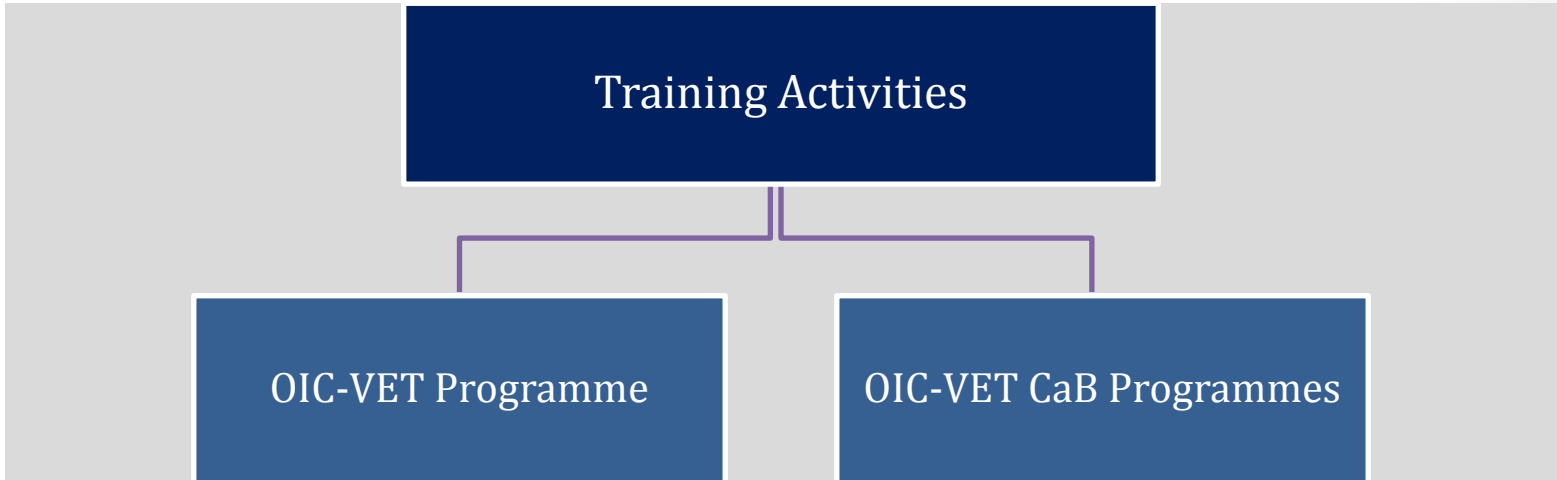 Training Activities
OIC-VET Programme
OIC-VET CaB Programmes